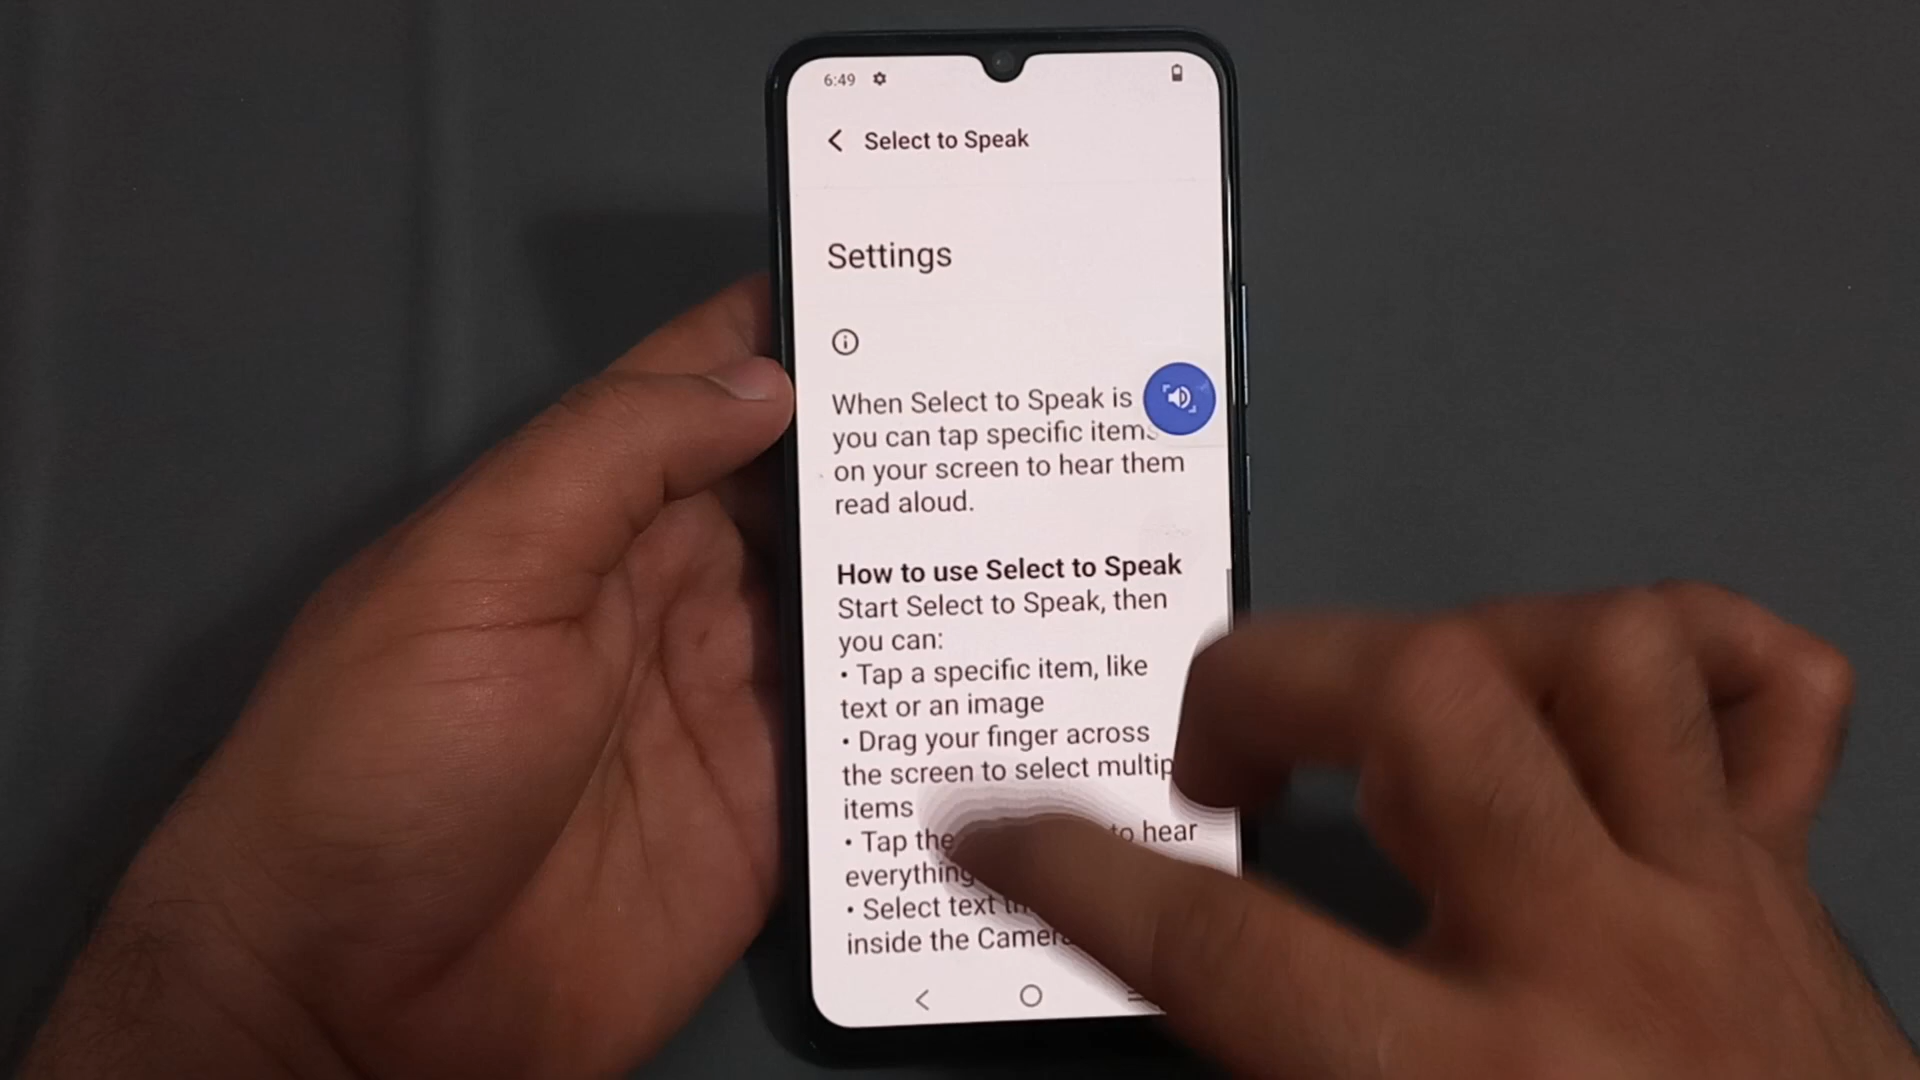 6:49
Select to Speak
Settings
When Select to Speak is
you can tap specific items
on your screen to hear them
read aloud.
How to use Select to Speak
Start Select to Speak, then
you can:
• Tap a specific item, like
text or an image
• Drag your finger across
the screen to select multip
items
• Tap the to hear
everything
• Select text
inside the Camera